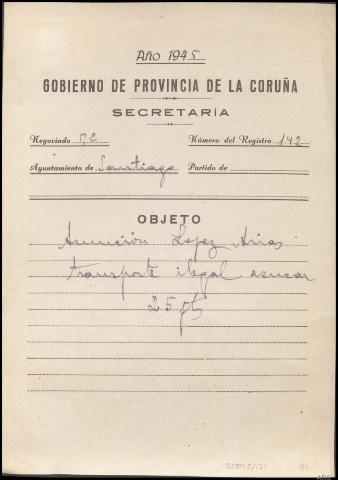 Año 1945
GOBIERNO DE PROVINCIA DE LA CORUÑA
SECRETARÍA
Negociado Número del Registro 142
Ayuntamiento de Santiago Partido de
OBJETO
Asunción Lopez Arias
transporte ilegal azucar
25 pts